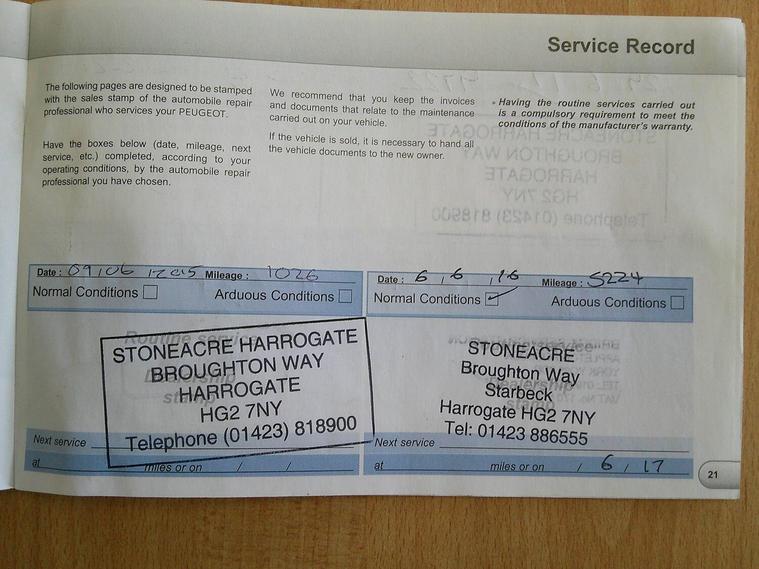 Service Record
The following pages are designed to be stamped
with the sales stamp of the automobile repair
professional who services your PEUGEOT.
Have the boxes below (date, mileage, next
service, etc.) completed, according to your
operating conditions, by the automobile repair
professional you have chosen.
We recommend that you keep the invoices
and documents that relate to the maintenance
carried out on your vehicle.
If the vehicle is sold, it is necessary to hand all
the vehicle documents to the new owner.
• Having the routine services carried out
is a compulsory requirement to meet the
conditions of the manufacturer's warranty.
Date : 09/06 Mileage : 1026
Normal Conditions Arduous Conditions
Routine service
Dealership
stamp
STONEACRE HARROGATE
BROUGHTON WAY
HARROGATE
HG2 7NY
Telephone (01423) 818900
Next service
at miles or on / /
Date : 6 / 6 / 16 Mileage : 5224
Normal Conditions ✓ Arduous Conditions
STONEACRE
Broughton Way
Starbeck
Harrogate HG2 7NY
Tel: 01423 886555
Next service
at miles or on / 6 / 17
21